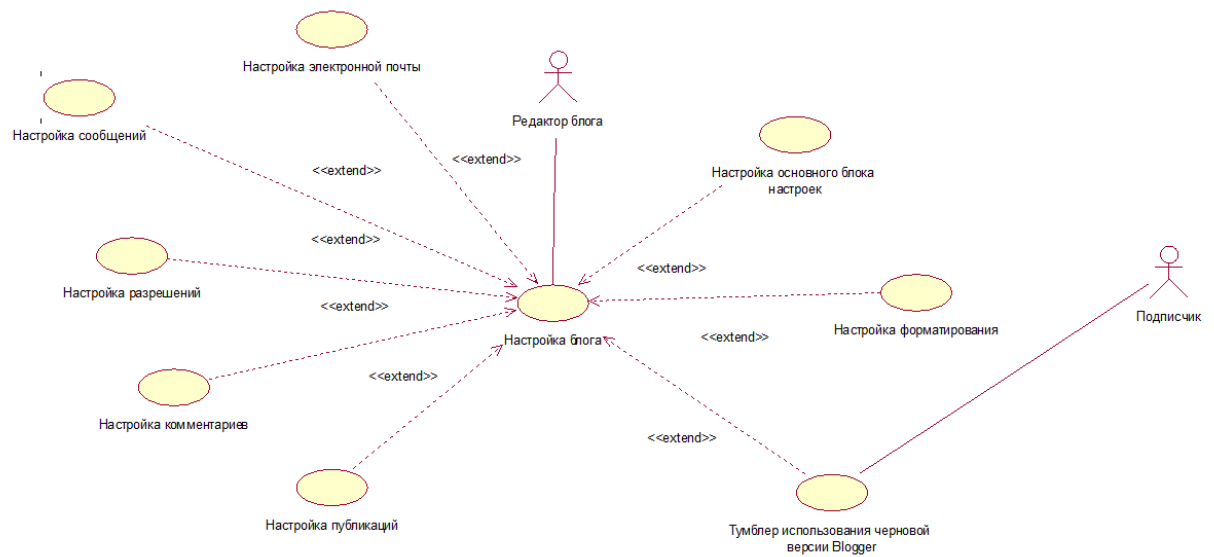 Настройка электронной почты
Редактор блога
Настройка сообщений
<<extend>>
<<extend>>
Настройка основного блока
настроек
<<extend>>
Настройка разрешений
<<extend>>
<<extend>>
Подписчик
Настройка форматирования
Настройка блога
<<extend>>
<<extend>>
Настройка комментариев
<<extend>>
Настройка публикаций
Тумблер использования черновой
версии Blogger